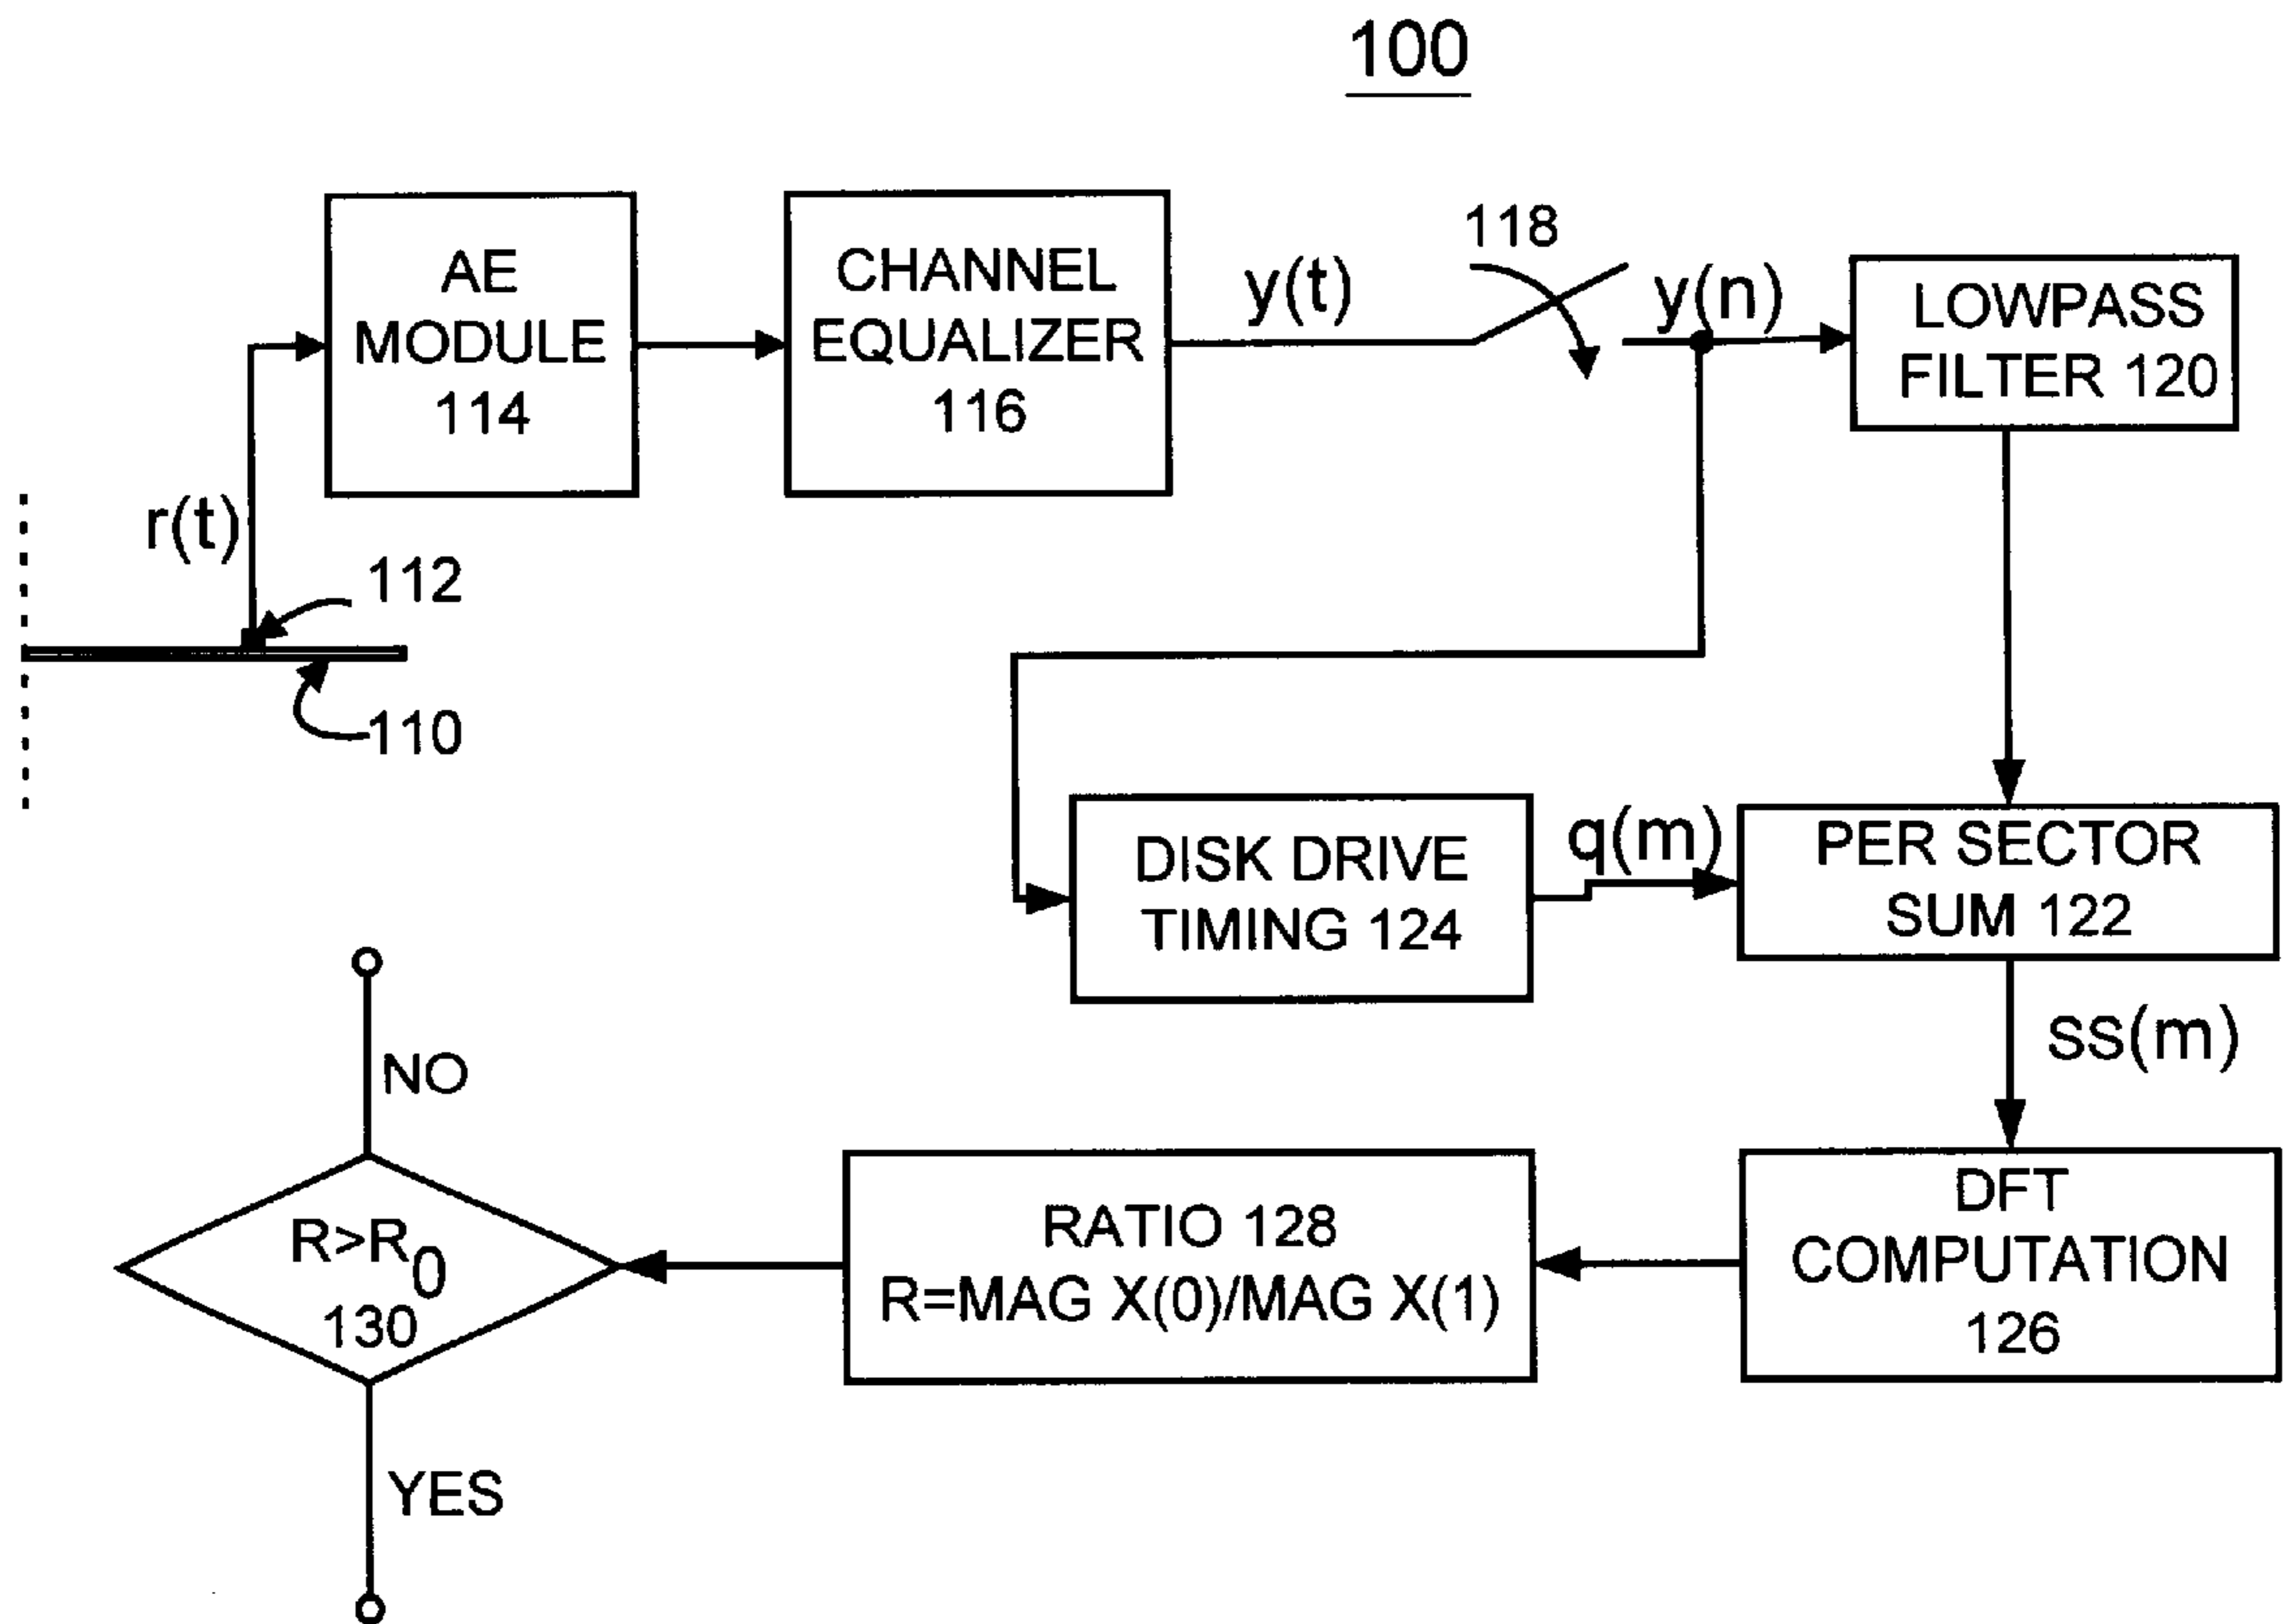 100
AE
MODULE
114
CHANNEL
EQUALIZER
116
y(t)
118
y(n)
LOWPASS
FILTER 120
r(t)
112
110
DISK DRIVE
TIMING 124
q(m)
PER SECTOR
SUM 122
SS(m)
NO
R>R0
130
YES
RATIO 128
R=MAG X(0)/MAG X(1)
DFT
COMPUTATION
126